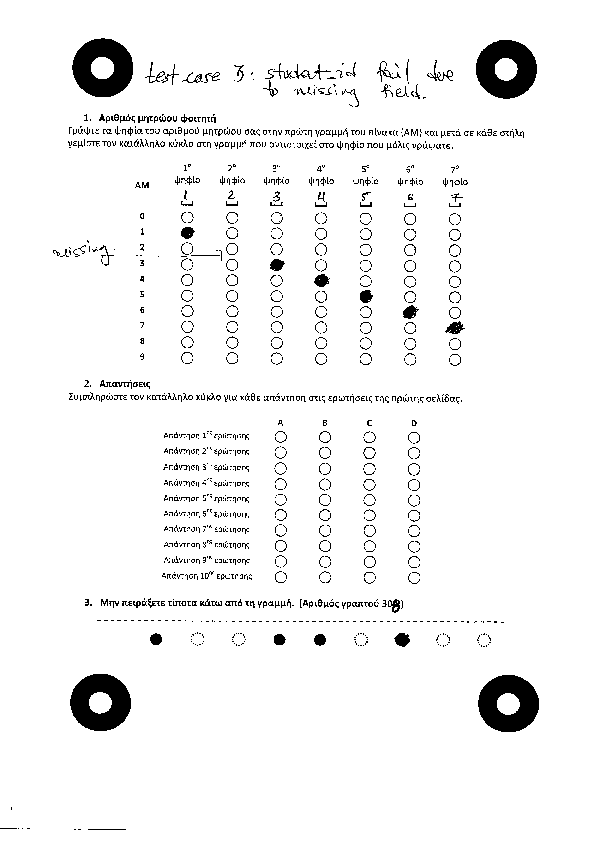 test case 3: student-id fail due
to missing field.
1. Αριθμός μητρώου φοιτητή
Γράψτε τα ψηφία του αριθμού μητρώου σας στην πρώτη γραμμή του πίνακα (ΑΜ) και μετά σε κάθε στήλη
γεμίστε τον κατάλληλο κύκλο στη γραμμή που αντιστοιχεί στο ψηφίο που μόλις γράψατε.
1° 2° 3° 4° 5° 6° 7°
ΑΜ ψηφίο ψηφίο ψηφίο ψηφίο ψηφίο ψηφίο ψηφίο
1 2 3 4 5 6 7
0
1
missing 2
3
4
5
6
7
8
9
2. Απαντήσεις
Συμπληρώστε τον κατάλληλο κύκλο για κάθε απάντηση στις ερωτήσεις της πρώτης σελίδας.
A B C D
Απάντηση 1ης ερώτησης
Απάντηση 2ης ερώτησης
Απάντηση 3ης ερώτησης
Απάντηση 4ης ερώτησης
Απάντηση 5ης ερώτησης
Απάντηση 6ης ερώτησης
Απάντηση 7ης ερώτησης
Απάντηση 8ης ερώτησης
Απάντηση 9ης ερώτησης
Απάντηση 10ης ερώτησης
3. Μην πειράξετε τίποτα κάτω από τη γραμμή. (Αριθμός γραπτού 308)